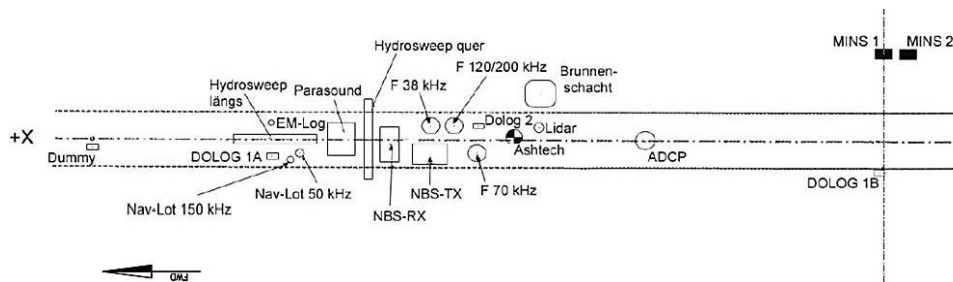 MINS 1 MINS 2
Hydrosweep quer
F 120/200 kHz
F 38 kHz
Brunnen-
schacht
Hydrosweep
längs
Parasound
EM-Log
Dolog 2
Lidar
+X
Dummy
DOLOG 1A
Ashtech
ADCP
Nav-Lot 50 kHz
NBS-TX
F 70 kHz
DOLOG 1B
Nav-Lot 150 kHz
NBS-RX
FWD